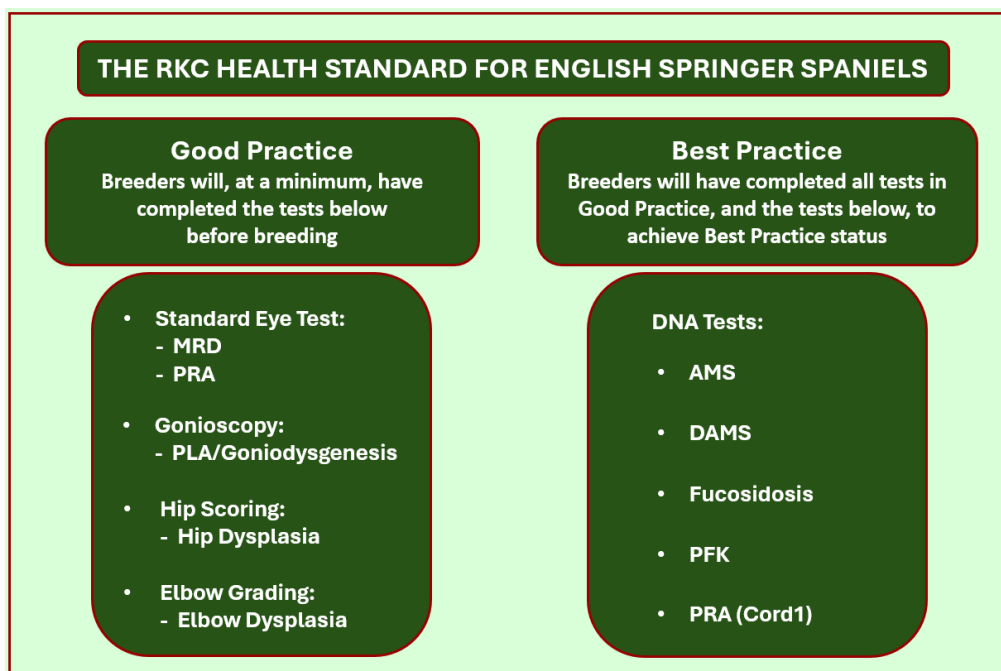 THE RKC HEALTH STANDARD FOR ENGLISH SPRINGER SPANIELS
Good Practice
Breeders will, at a minimum, have
completed the tests below
before breeding
• Standard Eye Test:
- MRD
- PRA
• Gonioscopy:
- PLA/Goniodysgenesis
• Hip Scoring:
- Hip Dysplasia
• Elbow Grading:
- Elbow Dysplasia
Best Practice
Breeders will have completed all tests in
Good Practice, and the tests below, to
achieve Best Practice status
DNA Tests:
• AMS
• DAMS
• Fucosidosis
• PFK
• PRA (Cord1)